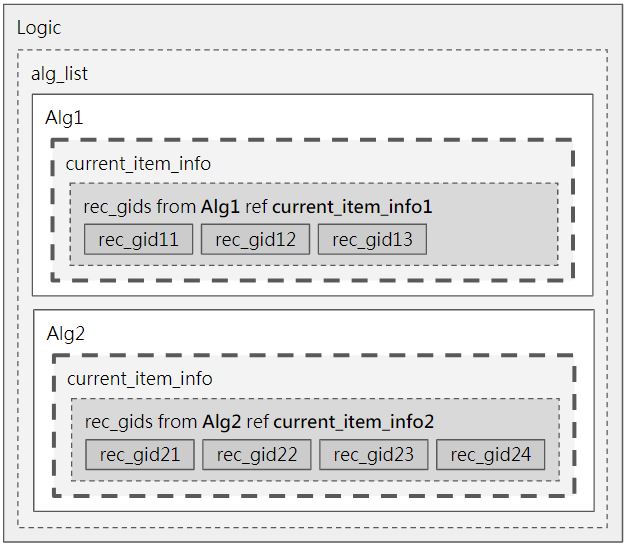 Logic
alg_list
Alg1
current_item_info
rec_gids from Alg1 ref current_item_info1
rec_gid11 rec_gid12 rec_gid13
Alg2
current_item_info
rec_gids from Alg2 ref current_item_info2
rec_gid21 rec_gid22 rec_gid23 rec_gid24